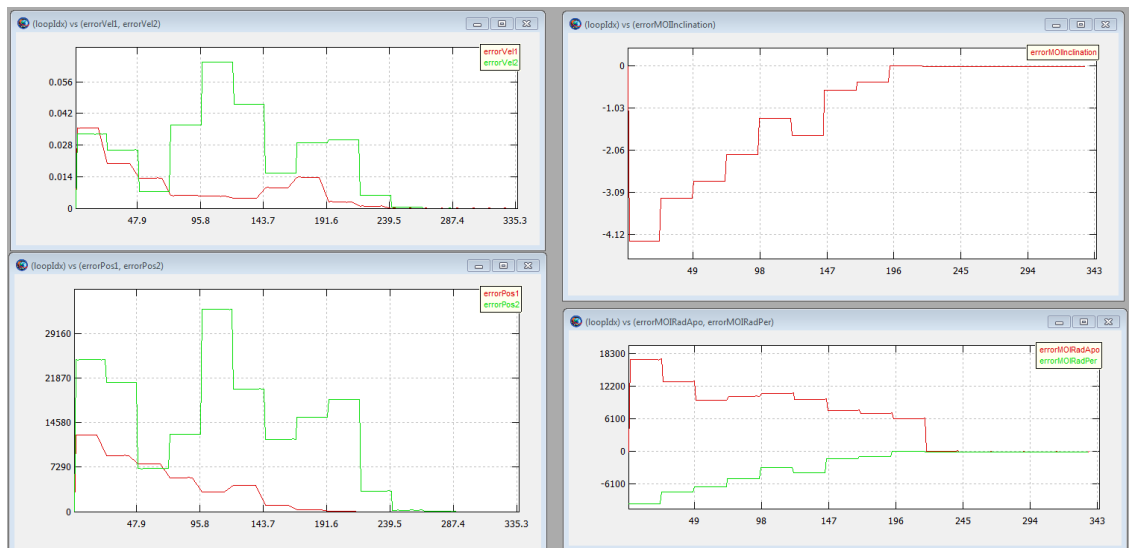 (loopIdx) vs (errorVel1, errorVel2)
errorVel1
errorVel2
0.056
0.042
0.028
0.014
0
47.9 95.8 143.7 191.6 239.5 287.4 335.3
(loopIdx) vs (errorMOIInclination)
errorMOIInclination
0
-1.03
-2.06
-3.09
-4.12
49 98 147 196 245 294 343
(loopIdx) vs (errorPos1, errorPos2)
errorPos1
errorPos2
29160
21870
14580
7290
0
47.9 95.8 143.7 191.6 239.5 287.4 335.3
(loopIdx) vs (errorMOIRadApo, errorMOIRadPer)
errorMOIRadApo
errorMOIRadPer
18300
12200
6100
0
-6100
49 98 147 196 245 294 343